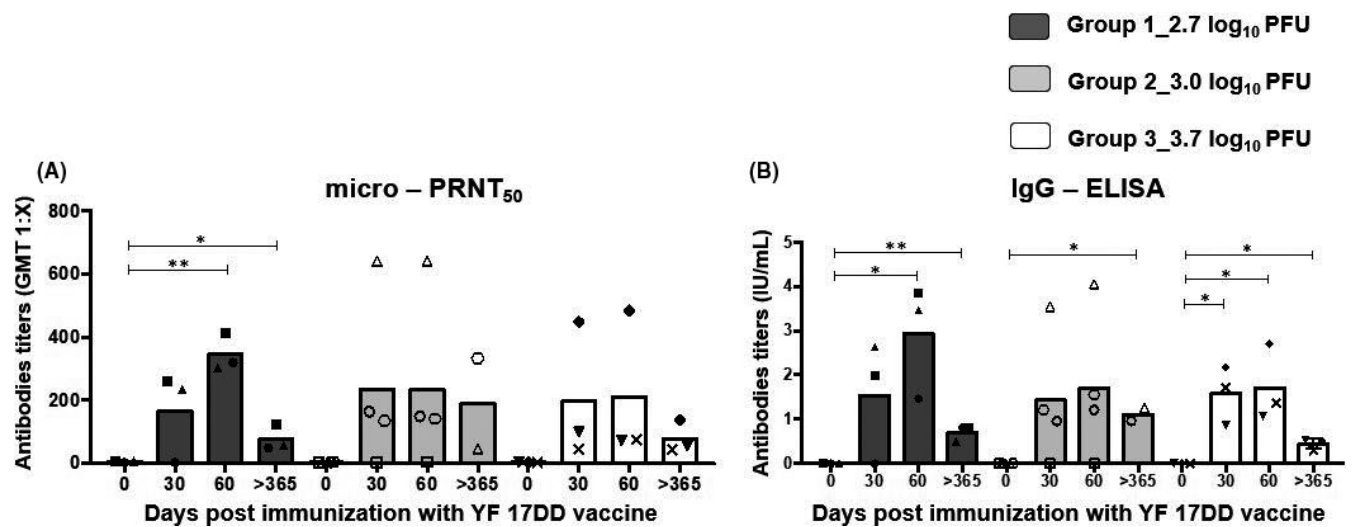 Group 1_2.7 log10 PFU
Group 2_3.0 log10 PFU
Group 3_3.7 log10 PFU
(A)
micro – PRNT50
Antibodies titers (GMT 1:X)
800
600
400
200
0
*
**
0 30 60 >365 0 30 60 >365 0 30 60 >365
Days post immunization with YF 17DD vaccine
(B)
IgG – ELISA
Antibodies titers (IU/mL)
5
4
3
2
1
0
**
*
*
*
*
*
0 30 60 >365 0 30 60 >365 0 30 60 >365
Days post immunization with YF 17DD vaccine